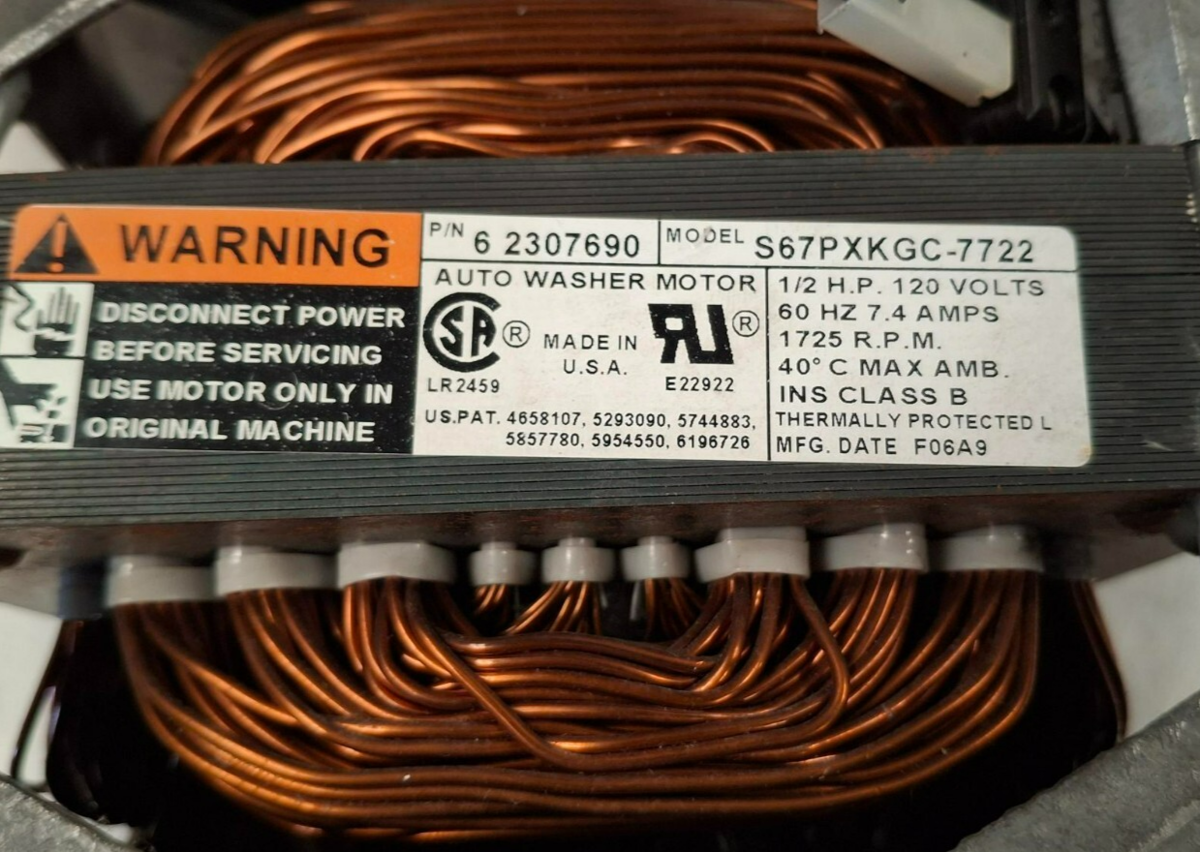 WARNING
DISCONNECT POWER
BEFORE SERVICING
USE MOTOR ONLY IN
ORIGINAL MACHINE
P/N 6 2307690
MODEL S67PXKGC-7722
AUTO WASHER MOTOR
SA ®
LR2459
MADE IN
U.S.A.
RU ®
E22922
US.PAT. 4658107, 5293090, 5744883,
5857780, 5954550, 6196726
1/2 H.P. 120 VOLTS
60 HZ 7.4 AMPS
1725 R.P.M.
40° C MAX AMB.
INS CLASS B
THERMALLY PROTECTED L
MFG. DATE F06A9